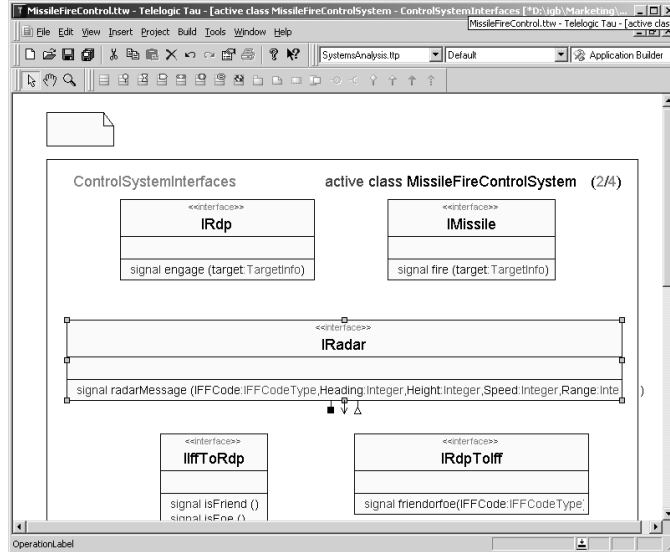 MissileFireControl.ttw - Telelogic Tau - [active class MissileFireControlSystem - ControlSystemInterfaces [*D:\igb\Marketing\...
MissileFireControl.ttw - Telelogic Tau - [active clas
File Edit View Insert Project Build Tools Window Help
SystemsAnalysis.ttp Default Application Builder
ControlSystemInterfaces active class MissileFireControlSystem (2/4)
<<interface>> <<interface>>
IRdp IMissile
signal engage (target:TargetInfo) signal fire (target:TargetInfo)
<<interface>>
IRadar
signal radarMessage (IFFCode:IFFCodeType,Heading:Integer,Height:Integer,Speed:Integer,Range:Inte )
<<interface>> <<interface>>
IIffToRdp IRdpToIff
signal isFriend () signal friendorfoe(IFFCode:IFFCodeType)
signal isFoe ()
OperationLabel